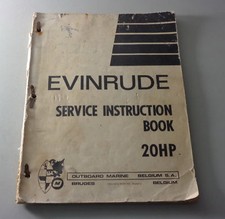 EVINRUDE
SERVICE INSTRUCTION
BOOK
20HP
OUTBOARD MARINE BELGIUM S.A.
BRUGES BELGIUM